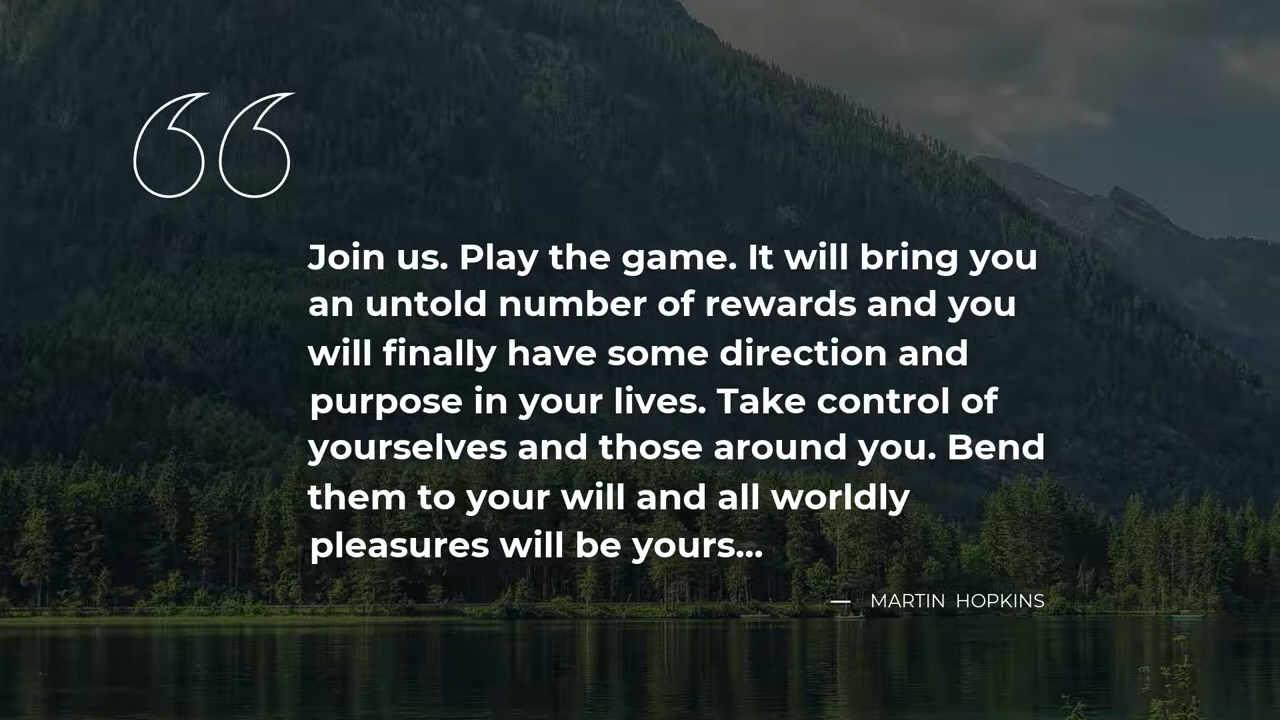 Join us. Play the game. It will bring you
an untold number of rewards and you
will finally have some direction and
purpose in your lives. Take control of
yourselves and those around you. Bend
them to your will and all worldly
pleasures will be yours...
— MARTIN HOPKINS